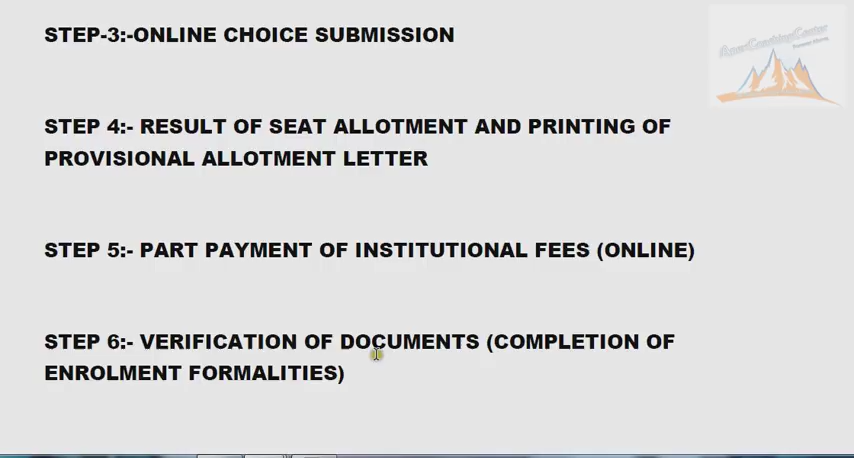 STEP-3:-ONLINE CHOICE SUBMISSION
STEP 4:- RESULT OF SEAT ALLOTMENT AND PRINTING OF
PROVISIONAL ALLOTMENT LETTER
STEP 5:- PART PAYMENT OF INSTITUTIONAL FEES (ONLINE)
STEP 6:- VERIFICATION OF DOCUMENTS (COMPLETION OF
ENROLMENT FORMALITIES)